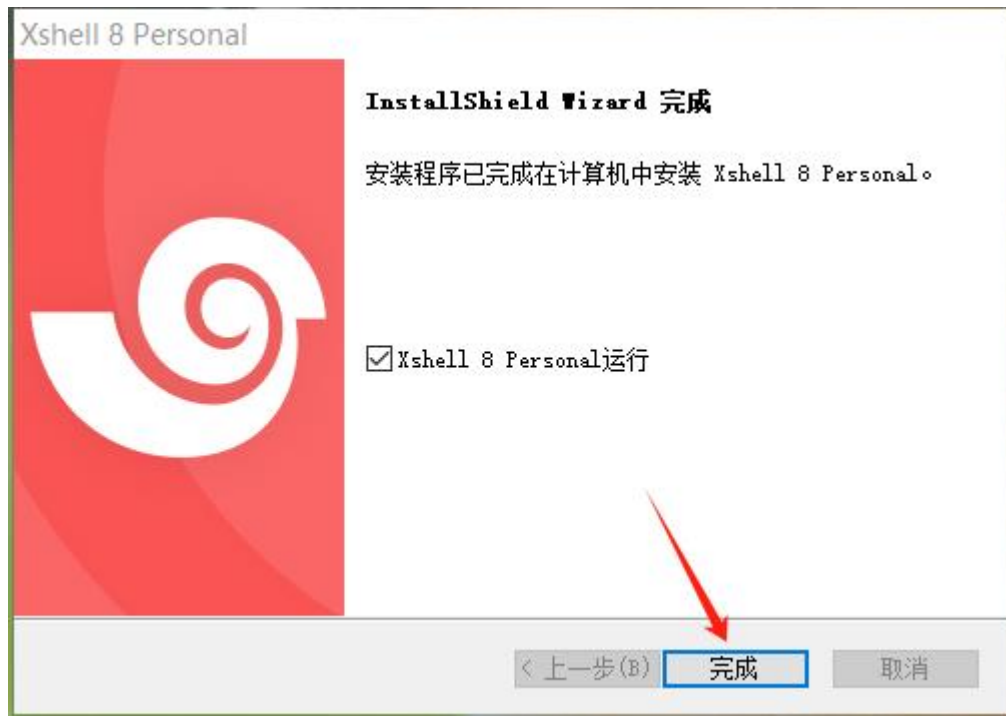 Xshell 8 Personal
InstallShield Wizard 完成
安装程序已完成在计算机中安装 Xshell 8 Personal。
Xshell 8 Personal运行
< 上一步(B)
完成
取消